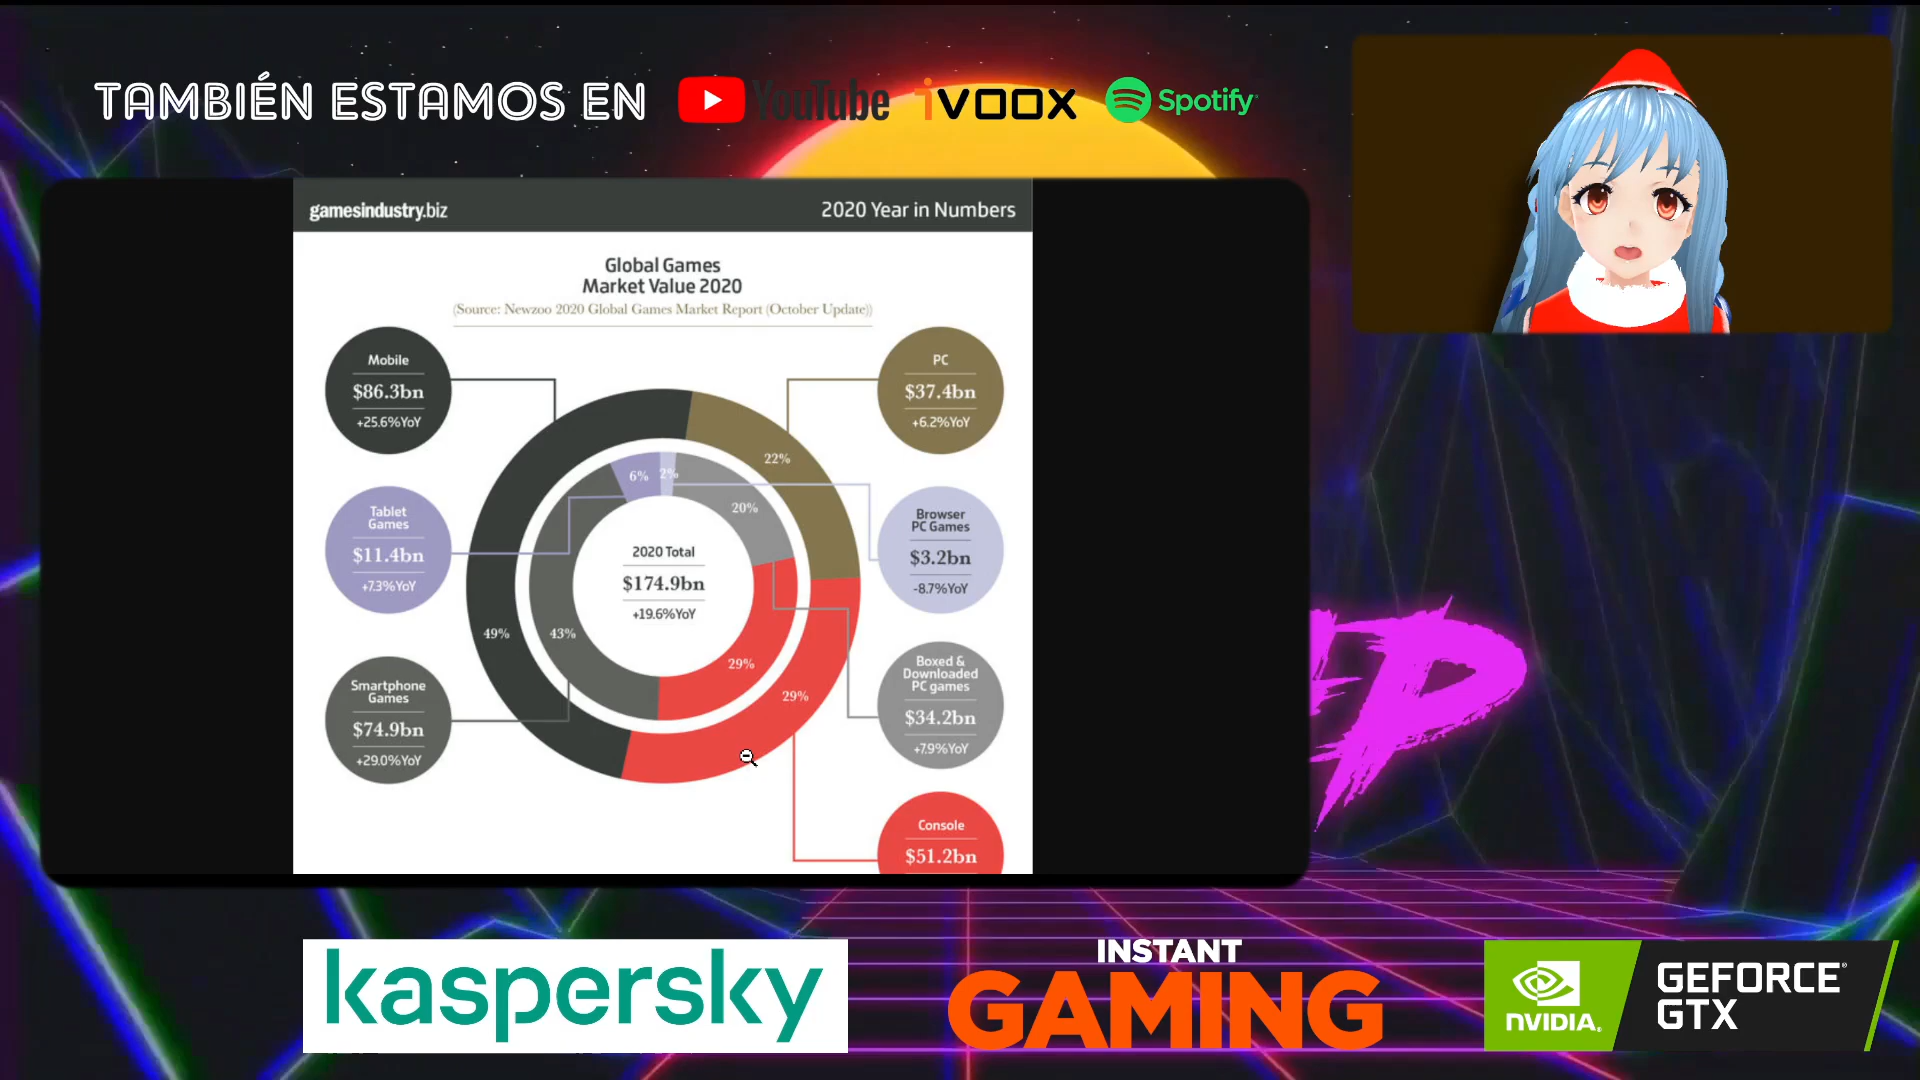 TAMBIÉN ESTAMOS EN
YouTube
iVOOX
Spotify
gamesindustry.biz
2020 Year in Numbers
Global Games
Market Value 2020
(Source: Newzoo 2020 Global Games Market Report (October Update))
Mobile
$86.3bn
+25.6%YoY
PC
$37.4bn
+6.2%YoY
22%
6%
2%
20%
Tablet
Games
$11.4bn
+7.3%YoY
Browser
PC Games
$3.2bn
-8.7%YoY
2020 Total
$174.9bn
+19.6%YoY
49%
43%
29%
29%
Smartphone
Games
$74.9bn
+29.0%YoY
Boxed &
Downloaded
PC games
$34.2bn
+7.9%YoY
Console
$51.2bn
kaspersky
INSTANT
GAMING
NVIDIA.
GEFORCE
GTX